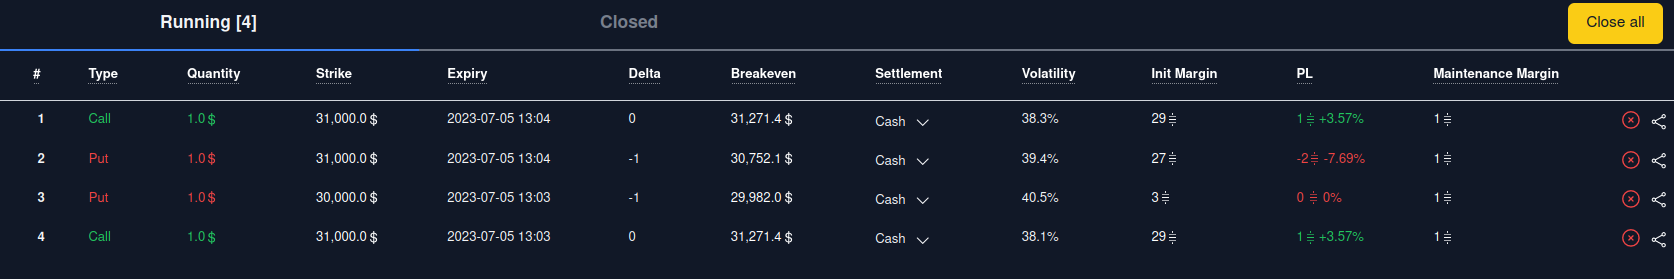 Running [4] Closed Close all
# Type Quantity Strike Expiry Delta Breakeven Settlement Volatility Init Margin PL Maintenance Margin
1 Call 1.0 $ 31,000.0 $ 2023-07-05 13:04 0 31,271.4 $ Cash 38.3% 29 1 +3.57% 1
2 Put 1.0 $ 31,000.0 $ 2023-07-05 13:04 -1 30,752.1 $ Cash 39.4% 27 -2 -7.69% 1
3 Put 1.0 $ 30,000.0 $ 2023-07-05 13:03 -1 29,982.0 $ Cash 40.5% 3 0 0% 1
4 Call 1.0 $ 31,000.0 $ 2023-07-05 13:03 0 31,271.4 $ Cash 38.1% 29 1 +3.57% 1